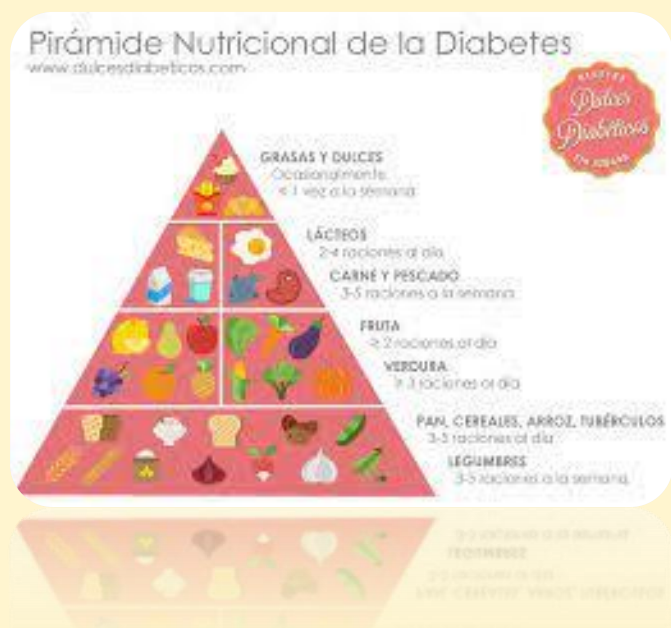 Pirámide Nutricional de la Diabetes
www.dulcesdiabeticos.com
Dulces
Diabéticos
SIN AZÚCAR
GRASAS Y DULCES
Ocasionalmente
< 1 vez a la semana
LÁCTEOS
2-4 raciones al día
CARNE Y PESCADO
3-5 raciones a la semana
FRUTA
≥ 2 raciones al día
VERDURA
≥ 3 raciones al día
PAN, CEREALES, ARROZ, TUBÉRCULOS
3-5 raciones al día
LEGUMBRES
3-5 raciones a la semana